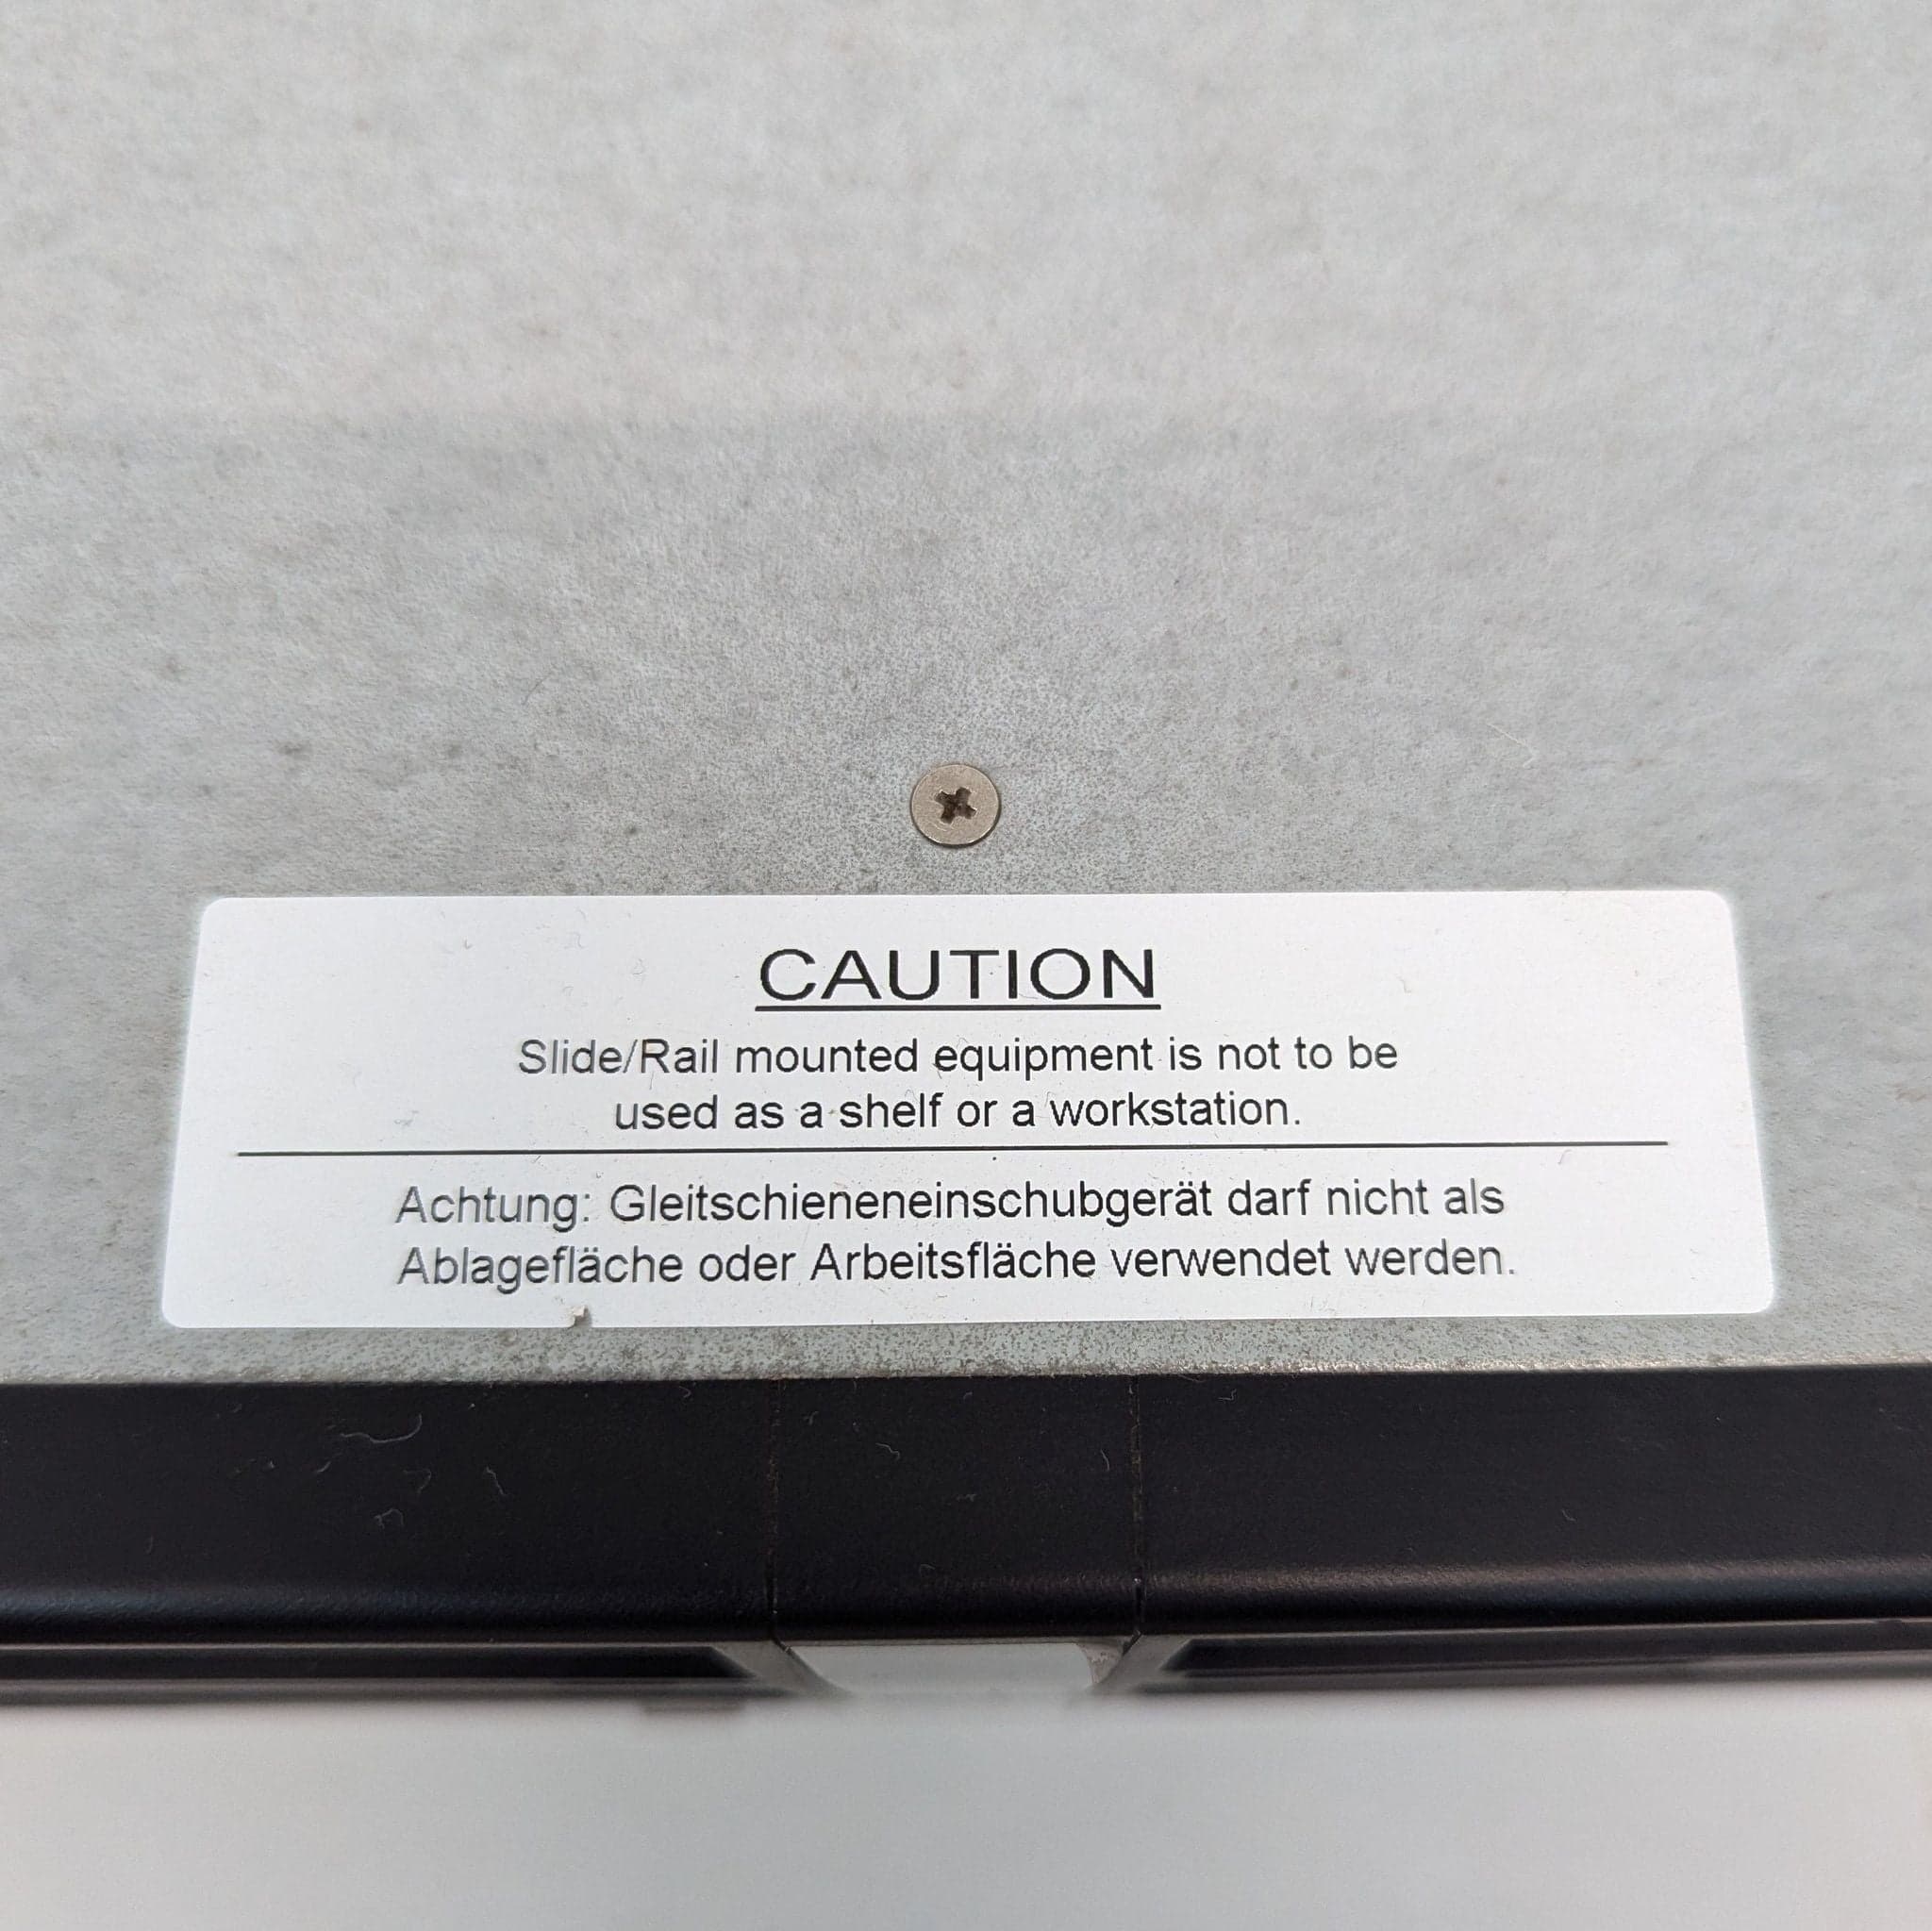 CAUTION
Slide/Rail mounted equipment is not to be
used as a shelf or a workstation.
Achtung: Gleitschieneneinschubgerät darf nicht als
Ablagefläche oder Arbeitsfläche verwendet werden.